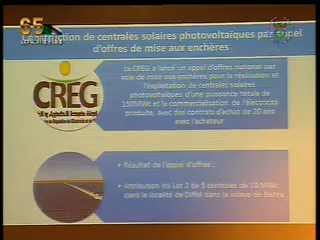 65
Construction de centrales solaires photovoltaïques par appel
d'offres de mise aux enchères
La CREG a lancé un appel d'offres national par
voie de mise aux enchères pour la réalisation et
l'exploitation de centrales solaires
photovoltaïques d'une puissance totale de
150MWc et la commercialisation de l'électricité
produite, avec des contrats d'achat de 20 ans
avec l'acheteur
CREG
Résultat de l'appel d'offres :
Attribution du Lot 2 de 5 centrales de 10 MWc
dans la localité de Diffel dans la wilaya de Biskra